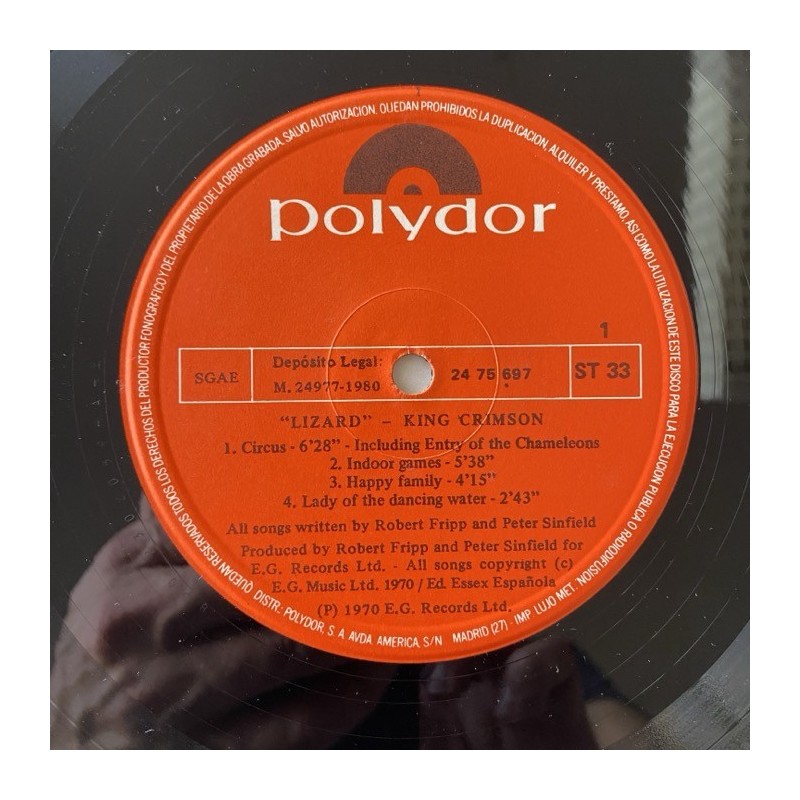 QUEDAN RESERVADOS TODOS LOS DERECHOS DEL PRODUCTOR FONOGRAFICO Y DEL PROPIETARIO DE LA OBRA GRABADA. SALVO AUTORIZACION, QUEDAN PROHIBIDOS LA DUPLICACION, ALQUILER Y PRESTAMO, ASI COMO LA UTILIZACION DE ESTE DISCO PARA LA EJECUCION PUBLICA O RADIODIFUSION.
polydor
1
SGAE
Depósito Legal:
M. 24977-1980
24 75 697
ST 33
"LIZARD" - KING CRIMSON
1. Circus - 6'28" - Including Entry of the Chameleons
2. Indoor games - 5'38"
3. Happy family - 4'15"
4. Lady of the dancing water - 2'43"
All songs written by Robert Fripp and Peter Sinfield
Produced by Robert Fripp and Peter Sinfield for
E.G. Records Ltd. - All songs copyright (c)
E.G. Music Ltd. 1970 / Ed. Essex Española
(P) 1970 E.G. Records Ltd.
DISTR.: POLYDOR, S. A AVDA AMERICA, S/N MADRID (27) - IMP LUJO MET.